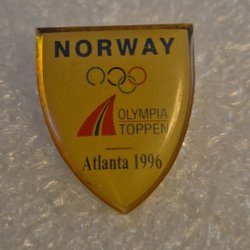 NORWAY
OLYMPIA
TOPPEN
Atlanta 1996